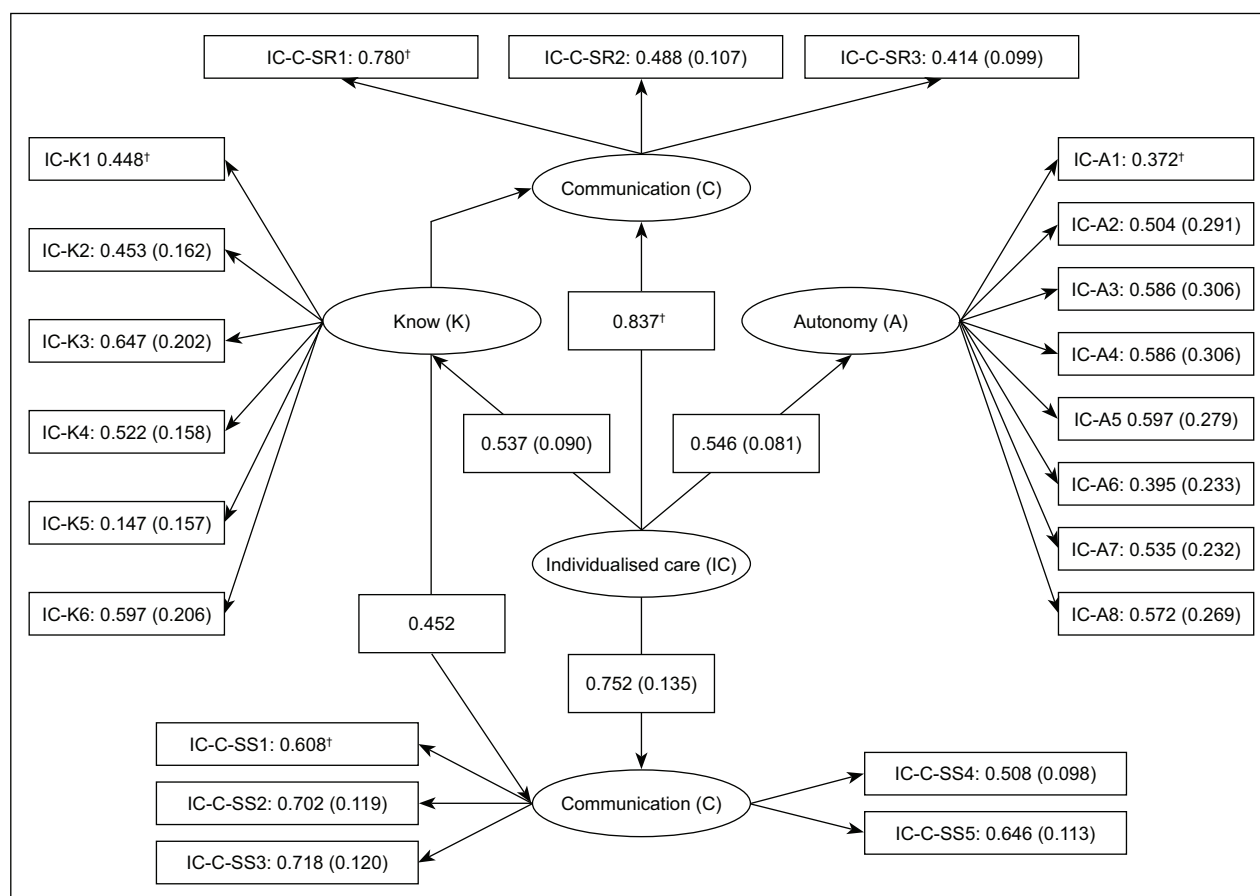 IC-C-SR1: 0.780†
IC-C-SR2: 0.488 (0.107)
IC-C-SR3: 0.414 (0.099)
IC-K1 0.448†
IC-K2: 0.453 (0.162)
IC-K3: 0.647 (0.202)
IC-K4: 0.522 (0.158)
IC-K5: 0.147 (0.157)
IC-K6: 0.597 (0.206)
Communication (C)
Know (K)
0.837†
Autonomy (A)
0.537 (0.090)
0.546 (0.081)
Individualised care (IC)
0.452
0.752 (0.135)
IC-A1: 0.372†
IC-A2: 0.504 (0.291)
IC-A3: 0.586 (0.306)
IC-A4: 0.586 (0.306)
IC-A5 0.597 (0.279)
IC-A6: 0.395 (0.233)
IC-A7: 0.535 (0.232)
IC-A8: 0.572 (0.269)
IC-C-SS1: 0.608†
IC-C-SS2: 0.702 (0.119)
IC-C-SS3: 0.718 (0.120)
Communication (C)
IC-C-SS4: 0.508 (0.098)
IC-C-SS5: 0.646 (0.113)